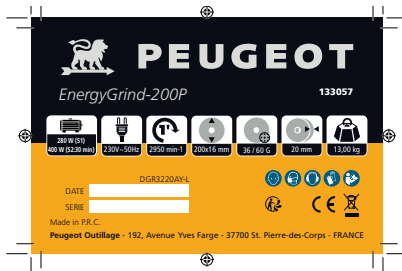 PEUGEOT
EnergyGrind-200P
133057
280 W (S1)
400 W (S2:30 min)
230V~50Hz
1"
2950 min-1
200x16 mm
36 / 60 G
20 mm
13,00 kg
DGR3220AY-L
DATE
SERIE
CE
Made in P.R.C.
Peugeot Outillage - 192, Avenue Yves Farge - 37700 St. Pierre-des-Corps - FRANCE